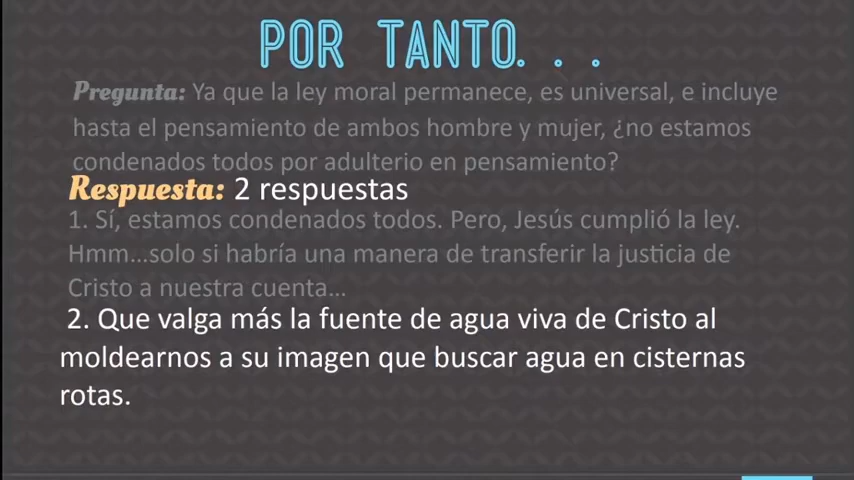 POR TANTO. . .
Pregunta: Ya que la ley moral permanece, es universal, e incluye
hasta el pensamiento de ambos hombre y mujer, ¿no estamos
condenados todos por adulterio en pensamiento?
Respuesta: 2 respuestas
1. Sí, estamos condenados todos. Pero, Jesús cumplió la ley.
Hmm...solo si habría una manera de transferir la justicia de
Cristo a nuestra cuenta...
2. Que valga más la fuente de agua viva de Cristo al
moldearnos a su imagen que buscar agua en cisternas
rotas.